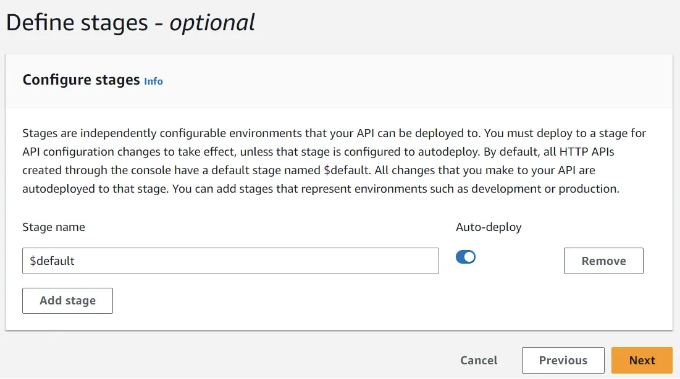 Define stages - optional
Configure stages Info
Stages are independently configurable environments that your API can be deployed to. You must deploy to a stage for
API configuration changes to take effect, unless that stage is configured to autodeploy. By default, all HTTP APIs
created through the console have a default stage named $default. All changes that you make to your API are
autodeployed to that stage. You can add stages that represent environments such as development or production.
Stage name Auto-deploy
$default Remove
Add stage
Cancel Previous Next